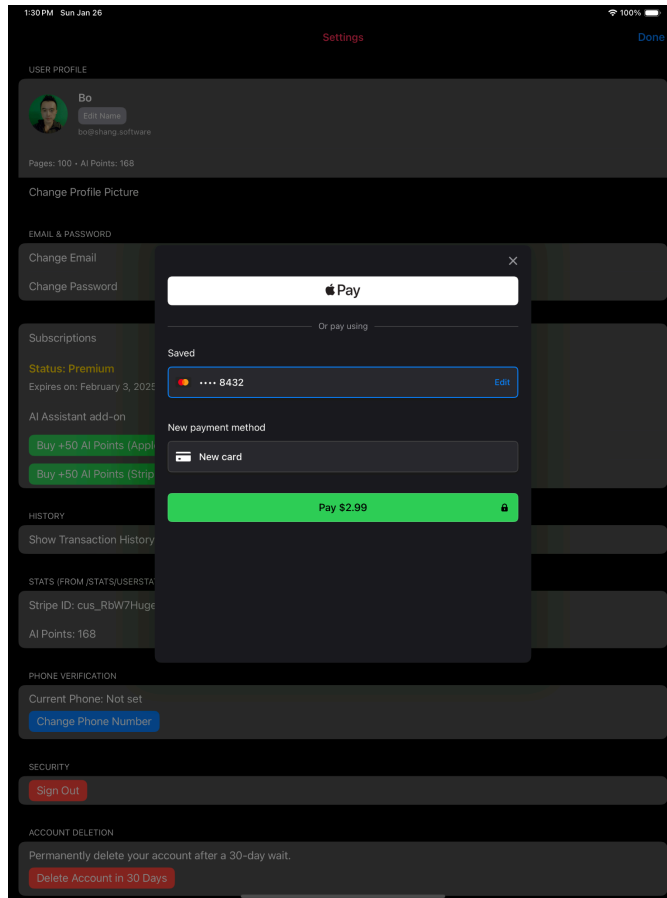 1:30 PM Sun Jan 26
100%
Settings
Done
USER PROFILE
Bo
Edit Name
bo@shang.software
Pages: 100 • AI Points: 168
Change Profile Picture
EMAIL & PASSWORD
Change Email
Change Password
Pay
Or pay using
Subscriptions
Saved
Status: Premium
Expires on: February 3, 2025
•••• 8432
Edit
AI Assistant add-on
New payment method
Buy +50 AI Points (Appl
New card
Buy +50 AI Points (Strip
Pay $2.99
HISTORY
Show Transaction History
STATS (FROM /STATS/USERSTA
Stripe ID: cus_RbW7Huge
AI Points: 168
PHONE VERIFICATION
Current Phone: Not set
Change Phone Number
SECURITY
Sign Out
ACCOUNT DELETION
Permanently delete your account after a 30-day wait.
Delete Account in 30 Days